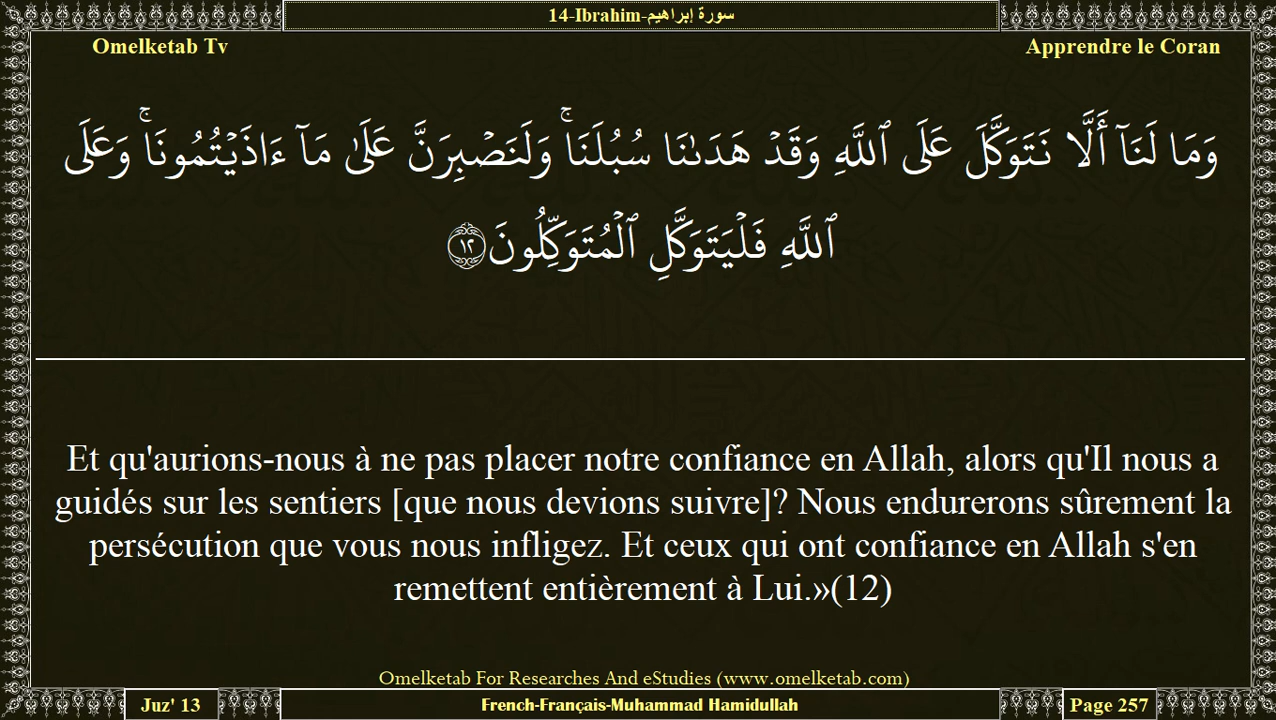 14-Ibrahim-سورة إبراهيم
Omelketab Tv
Apprendre le Coran
وَمَا لَنَآ أَلَّا نَتَوَكَّلَ عَلَى ٱللَّهِ وَقَدْ هَدَىٰنَا سُبُلَنَا ۚ وَلَنَصْبِرَنَّ عَلَىٰ مَآ ءَاذَيْتُمُونَا ۚ وَعَلَى
ٱللَّهِ فَلْيَتَوَكَّلِ ٱلْمُتَوَكِّلُونَ ١٢
Et qu'aurions-nous à ne pas placer notre confiance en Allah, alors qu'Il nous a
guidés sur les sentiers [que nous devions suivre]? Nous endurerons sûrement la
persécution que vous nous infligez. Et ceux qui ont confiance en Allah s'en
remettent entièrement à Lui.»(12)
Omelketab For Researches And eStudies (www.omelketab.com)
Juz' 13
French-Français-Muhammad Hamidullah
Page 257